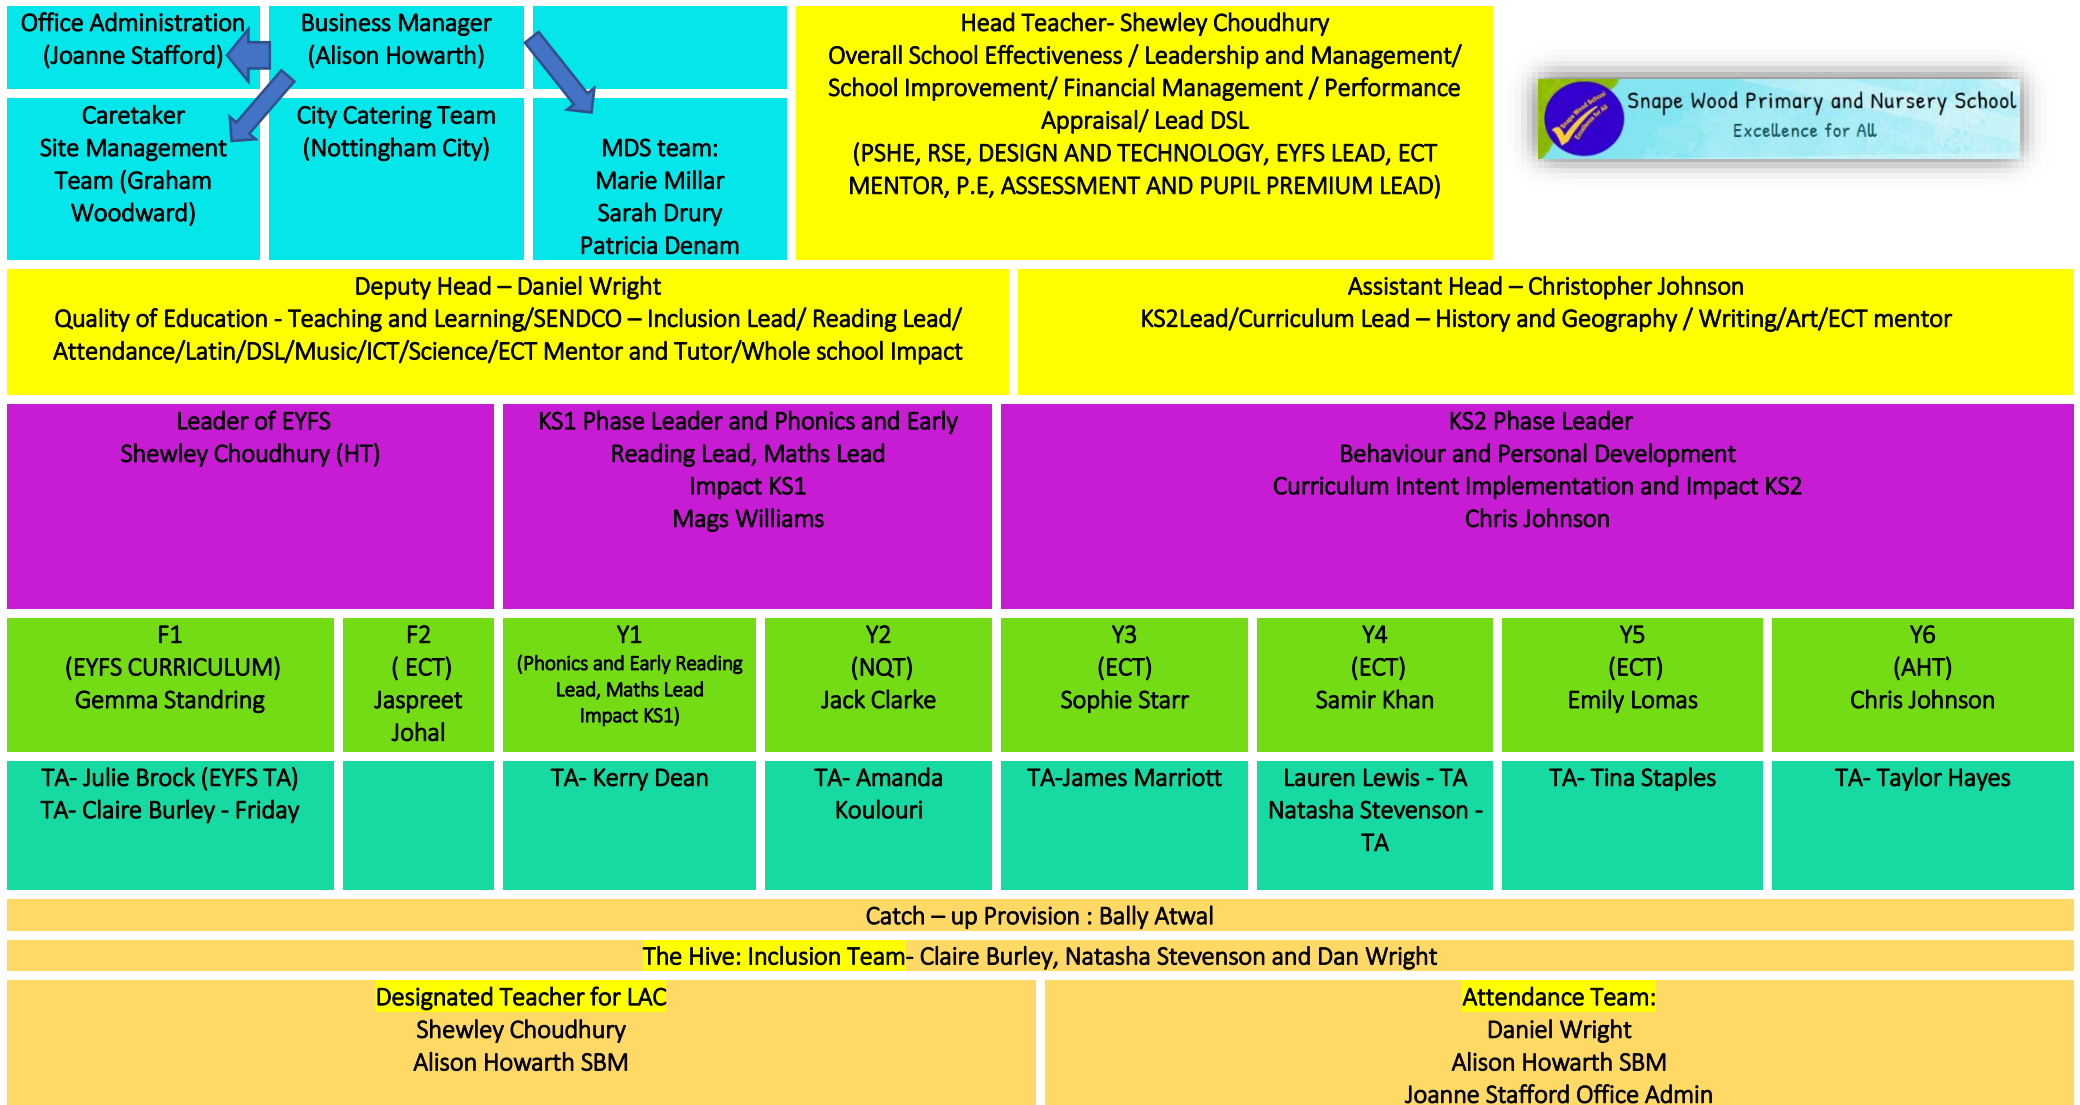 Office Administration
(Joanne Stafford)
Business Manager
(Alison Howarth)
Head Teacher- Shewley Choudhury
Overall School Effectiveness / Leadership and Management/
School Improvement/ Financial Management / Performance
Appraisal/ Lead DSL
(PSHE, RSE, DESIGN AND TECHNOLOGY, EYFS LEAD, ECT
MENTOR, P.E, ASSESSMENT AND PUPIL PREMIUM LEAD)
Snape Wood School
Excellence for All
Snape Wood Primary and Nursery School
Excellence for All
Caretaker
Site Management
Team (Graham
Woodward)
City Catering Team
(Nottingham City)
MDS team:
Marie Millar
Sarah Drury
Patricia Denam
Deputy Head – Daniel Wright
Quality of Education - Teaching and Learning/SENDCO – Inclusion Lead/ Reading Lead/
Attendance/Latin/DSL/Music/ICT/Science/ECT Mentor and Tutor/Whole school Impact
Assistant Head – Christopher Johnson
KS2Lead/Curriculum Lead – History and Geography / Writing/Art/ECT mentor
Leader of EYFS
Shewley Choudhury (HT)
KS1 Phase Leader and Phonics and Early
Reading Lead, Maths Lead
Impact KS1
Mags Williams
KS2 Phase Leader
Behaviour and Personal Development
Curriculum Intent Implementation and Impact KS2
Chris Johnson
F1
(EYFS CURRICULUM)
Gemma Standring
F2
( ECT)
Jaspreet
Johal
Y1
(Phonics and Early Reading
Lead, Maths Lead
Impact KS1)
Y2
(NQT)
Jack Clarke
Y3
(ECT)
Sophie Starr
Y4
(ECT)
Samir Khan
Y5
(ECT)
Emily Lomas
Y6
(AHT)
Chris Johnson
TA- Julie Brock (EYFS TA)
TA- Claire Burley - Friday
TA- Kerry Dean
TA- Amanda
Koulouri
TA-James Marriott
Lauren Lewis - TA
Natasha Stevenson -
TA
TA- Tina Staples
TA- Taylor Hayes
Catch – up Provision : Bally Atwal
The Hive: Inclusion Team- Claire Burley, Natasha Stevenson and Dan Wright
Designated Teacher for LAC
Shewley Choudhury
Alison Howarth SBM
Attendance Team:
Daniel Wright
Alison Howarth SBM
Joanne Stafford Office Admin